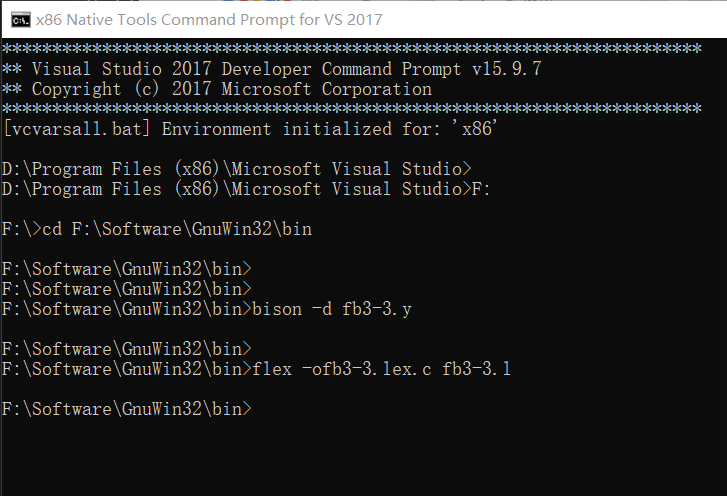 x86 Native Tools Command Prompt for VS 2017
**********************************************************************
** Visual Studio 2017 Developer Command Prompt v15.9.7
** Copyright (c) 2017 Microsoft Corporation
**********************************************************************
[vcvarsall.bat] Environment initialized for: 'x86'
D:\Program Files (x86)\Microsoft Visual Studio>
D:\Program Files (x86)\Microsoft Visual Studio>F:
F:\>cd F:\Software\GnuWin32\bin
F:\Software\GnuWin32\bin>
F:\Software\GnuWin32\bin>
F:\Software\GnuWin32\bin>bison -d fb3-3.y
F:\Software\GnuWin32\bin>
F:\Software\GnuWin32\bin>flex -ofb3-3.lex.c fb3-3.l
F:\Software\GnuWin32\bin>